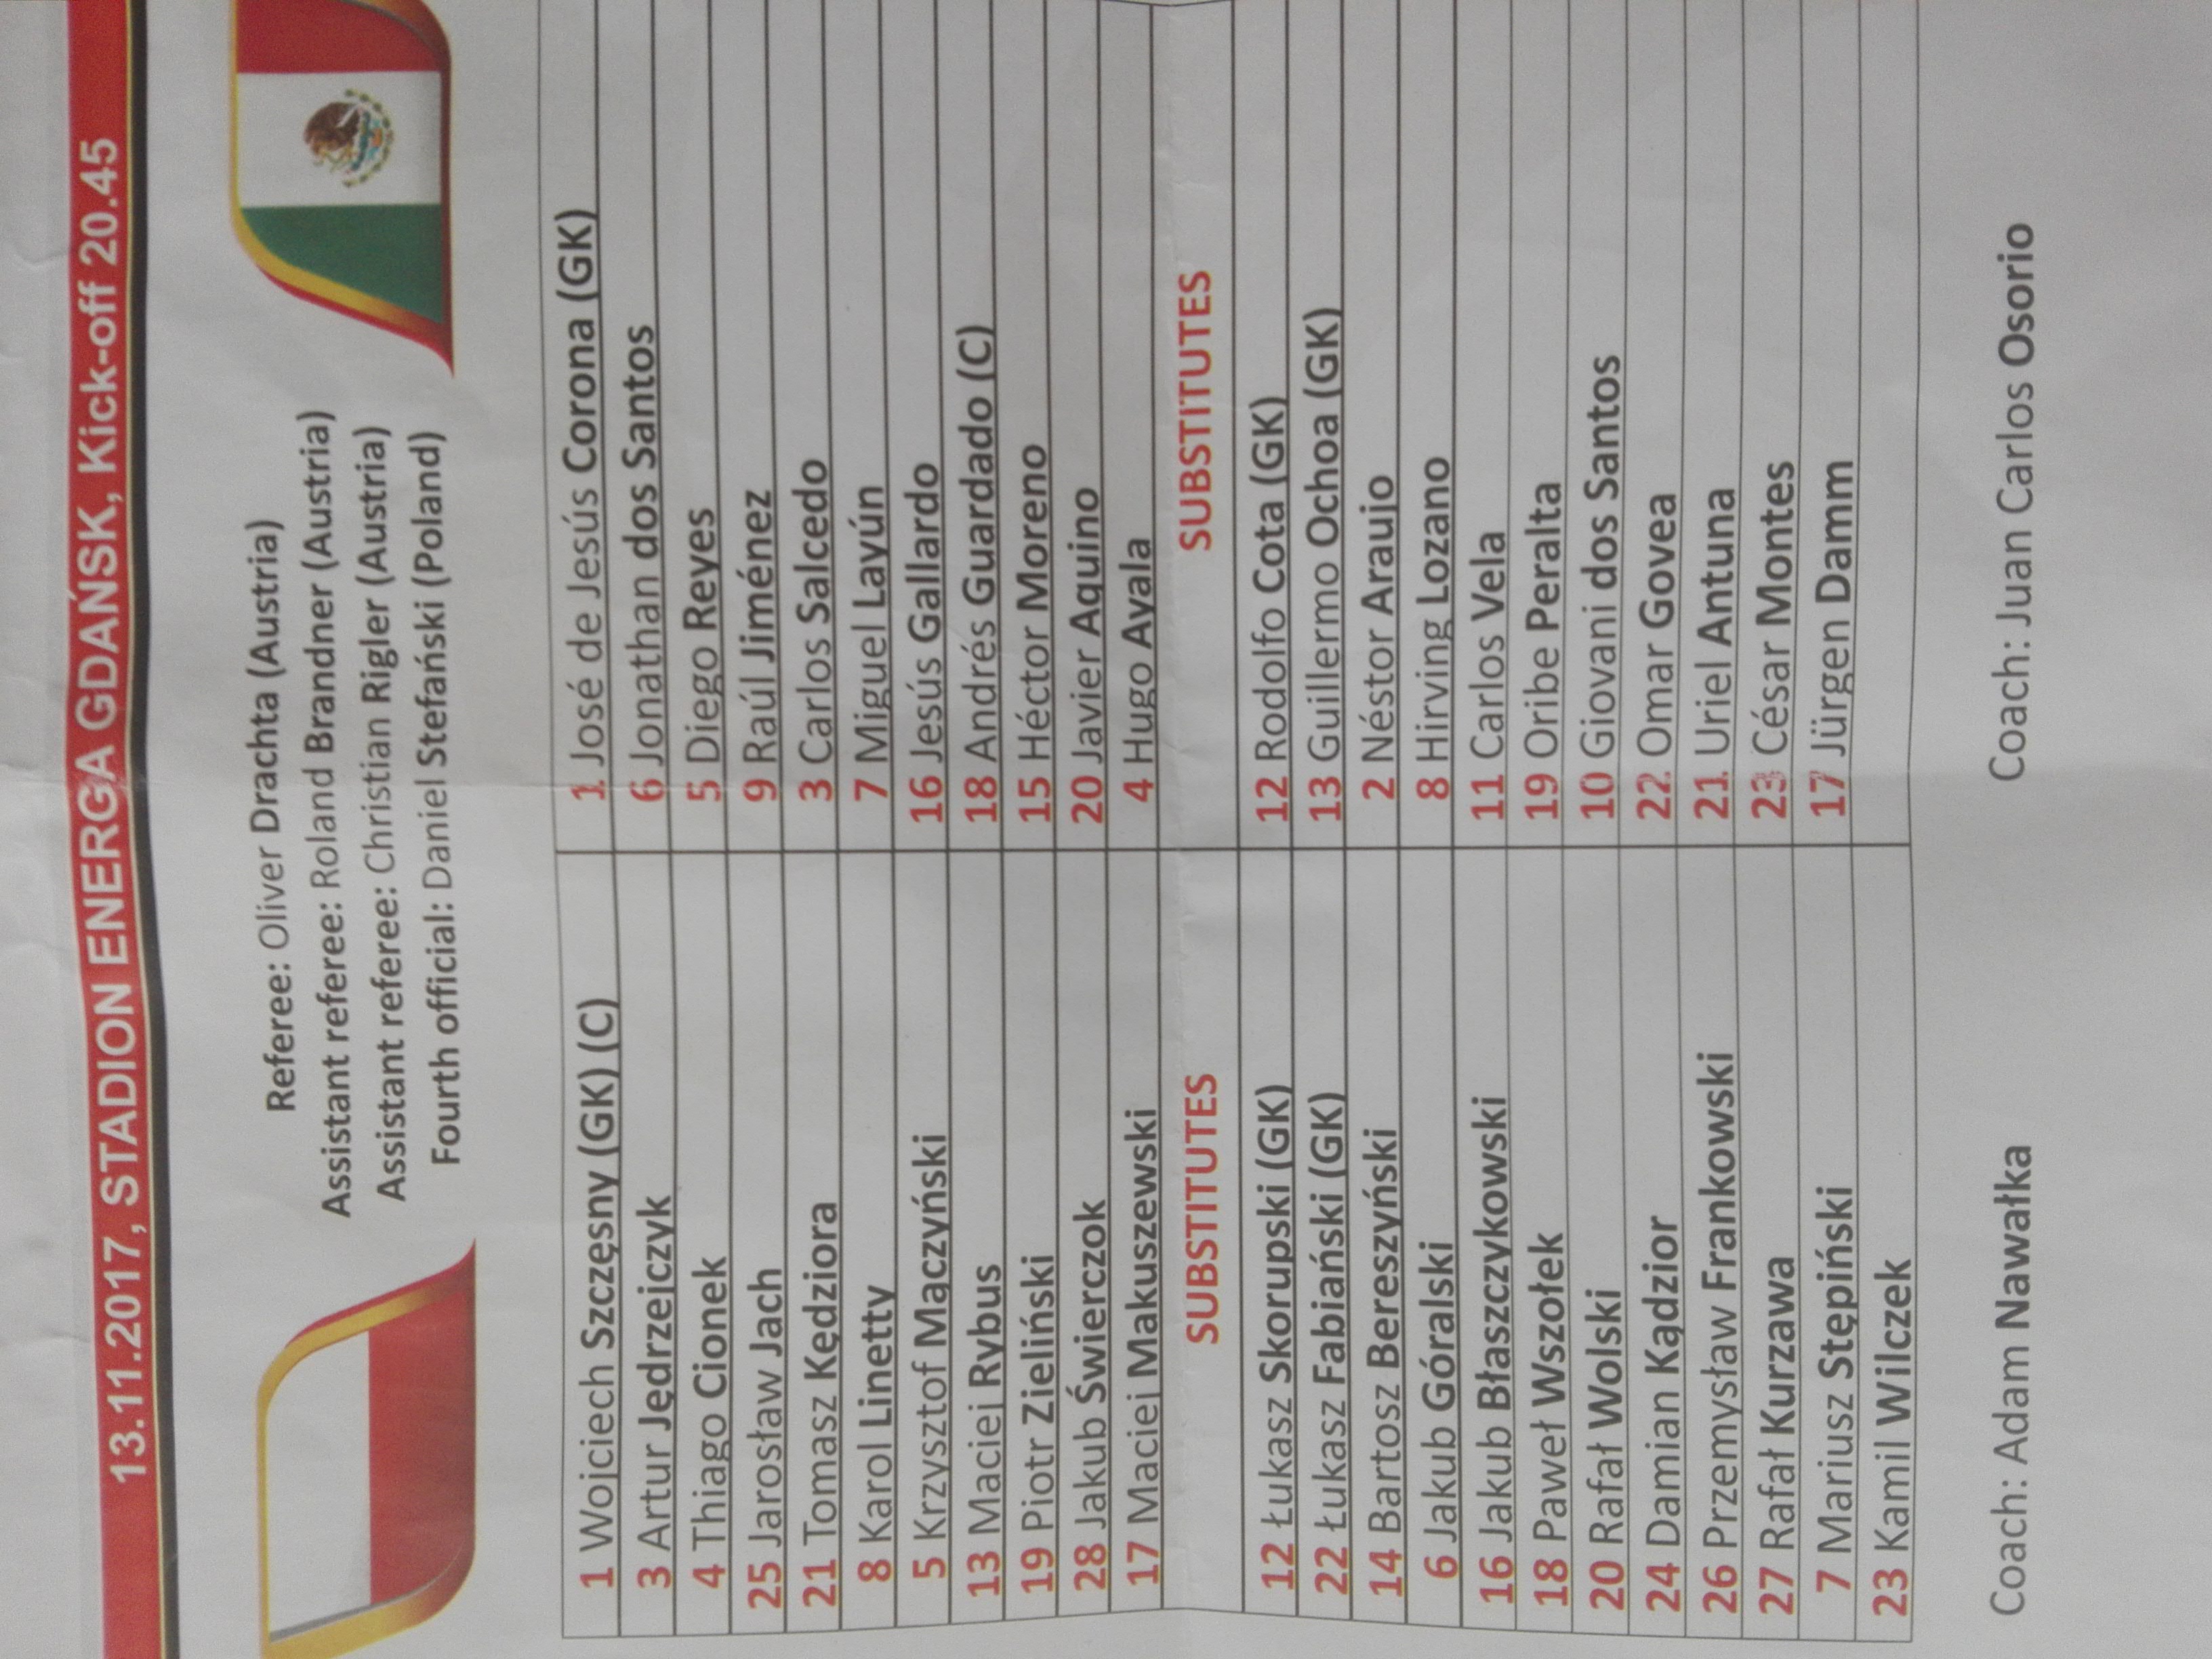 13.11.2017, STADION ENERGA GDAŃSK, Kick-off 20.45
Referee: Oliver Drachta (Austria)
Assistant referee: Roland Brandner (Austria)
Assistant referee: Christian Rigler (Austria)
Fourth official: Daniel Stefański (Poland)
1 Wojciech Szczęsny (GK) (C)
3 Artur Jędrzejczyk
4 Thiago Cionek
25 Jarosław Jach
21 Tomasz Kędziora
8 Karol Linetty
5 Krzysztof Mączyński
13 Maciej Rybus
19 Piotr Zieliński
28 Jakub Świerczok
17 Maciej Makuszewski
SUBSTITUTES
12 Łukasz Skorupski (GK)
22 Łukasz Fabiański (GK)
14 Bartosz Bereszyński
6 Jakub Góralski
16 Jakub Błaszczykowski
18 Paweł Wszołek
20 Rafał Wolski
24 Damian Kądzior
26 Przemysław Frankowski
27 Rafał Kurzawa
7 Mariusz Stępiński
23 Kamil Wilczek
Coach: Adam Nawałka
1 José de Jesús Corona (GK)
6 Jonathan dos Santos
5 Diego Reyes
9 Raúl Jiménez
3 Carlos Salcedo
7 Miguel Layún
16 Jesús Gallardo
18 Andrés Guardado (C)
15 Héctor Moreno
20 Javier Aquino
4 Hugo Ayala
SUBSTITUTES
12 Rodolfo Cota (GK)
13 Guillermo Ochoa (GK)
2 Néstor Araujo
8 Hirving Lozano
11 Carlos Vela
19 Oribe Peralta
10 Giovani dos Santos
22 Omar Govea
21 Uriel Antuna
23 César Montes
17 Jürgen Damm
Coach: Juan Carlos Osorio